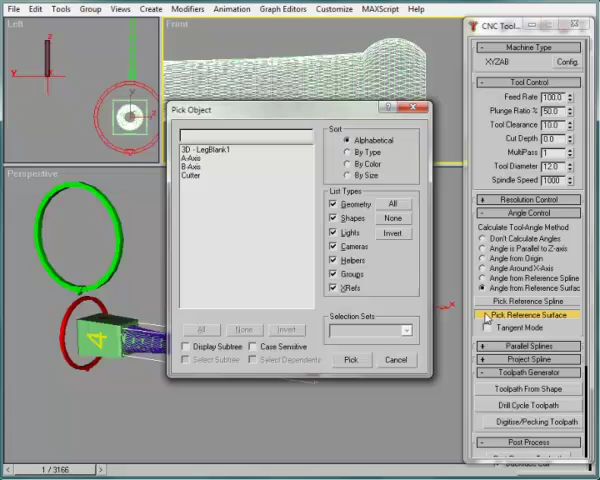 File Edit Tools Group Views Create Modifiers Animation Graph Editors Customize MAXScript Help
Left
Front
z
x
Perspective
4
1 / 3166
Pick Object
3D - LegBlank1
A-Axis
B-Axis
Cutter
Sort
Alphabetical
By Type
By Color
By Size
List Types
Geometry
Shapes
Lights
Cameras
Helpers
Groups
XRefs
All
None
Invert
Selection Sets
All None Invert
Display Subtree Case Sensitive
Select Subtree Select Dependents
Pick Cancel
CNC Tool...
Machine Type
XYZAB Config.
Tool Control
Feed Rate 100.0
Plunge Ratio % 50.0
Tool Clearance 10.0
Cut Depth 0.0
MultiPass 1
Tool Diameter 12.0
Spindle Speed 1000
+ Resolution Control
- Angle Control
Calculate Tool-Angle Method
Don't Calculate Angles
Angle is Parallel to Z-axis
Angle from Origin
Angle Around X-Axis
Angle from Reference Spline
Angle from Reference Surfac
Pick Reference Spline
Pick Reference Surface
Tangent Mode
+ Parallel Splines
+ Project Spline
- Toolpath Generator
Toolpath From Shape
Drill Cycle Toolpath
Digitise/Pecking Toolpath
- Post Process